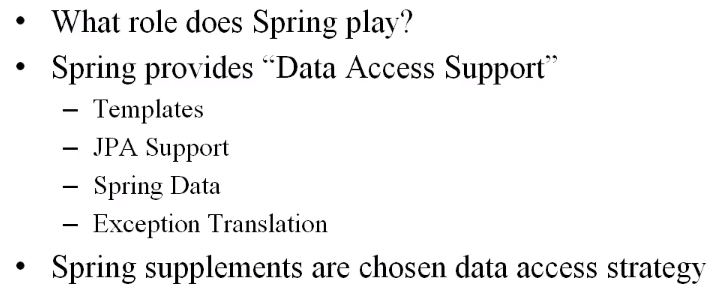 • What role does Spring play?
• Spring provides “Data Access Support”
– Templates
– JPA Support
– Spring Data
– Exception Translation
• Spring supplements are chosen data access strategy